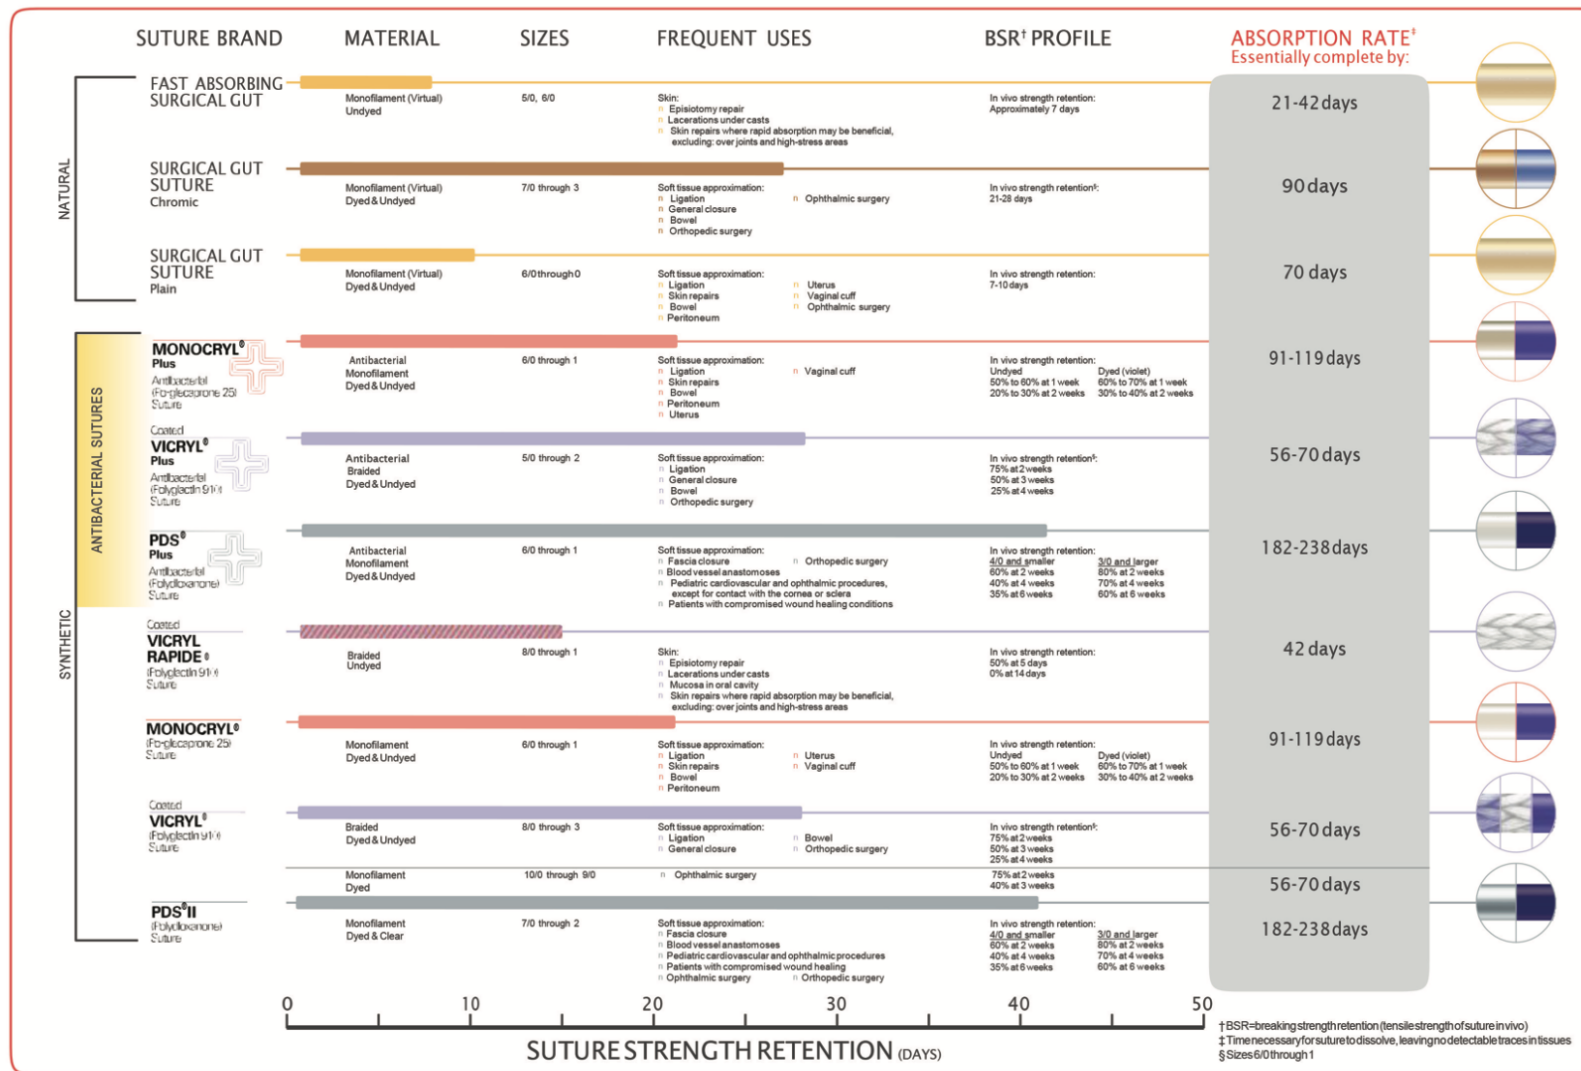 SUTURE BRAND MATERIAL SIZES FREQUENT USES BSR† PROFILE ABSORPTION RATE‡
Essentially complete by:
NATURAL
FAST ABSORBING
SURGICAL GUT
Monofilament (Virtual)
Undyed
5/0, 6/0
Skin:
n Episiotomy repair
n Lacerations under casts
n Skin repairs where rapid absorption may be beneficial,
excluding: over joints and high-stress areas
In vivo strength retention:
Approximately 7 days
21-42 days
SURGICAL GUT
SUTURE
Chromic
Monofilament (Virtual)
Dyed & Undyed
7/0 through 3
Soft tissue approximation:
n Ligation n Ophthalmic surgery
n General closure
n Bowel
n Orthopedic surgery
In vivo strength retention§:
21-28 days
90 days
SURGICAL GUT
SUTURE
Plain
Monofilament (Virtual)
Dyed & Undyed
6/0 through 0
Soft tissue approximation:
n Ligation n Uterus
n Skin repairs n Vaginal cuff
n Bowel n Ophthalmic surgery
n Peritoneum
In vivo strength retention:
7-10 days
70 days
SYNTHETIC
ANTIBACTERIAL SUTURES
MONOCRYL®
Plus
Antibacterial
(Poliglecaprone 25)
Suture
Antibacterial
Monofilament
Dyed & Undyed
6/0 through 1
Soft tissue approximation:
n Ligation n Vaginal cuff
n Skin repairs
n Bowel
n Peritoneum
n Uterus
In vivo strength retention:
Undyed Dyed (violet)
50% to 60% at 1 week 60% to 70% at 1 week
20% to 30% at 2 weeks 30% to 40% at 2 weeks
91-119 days
Coated
VICRYL®
Plus
Antibacterial
(Polyglactin 910)
Suture
Antibacterial
Braided
Dyed & Undyed
5/0 through 2
Soft tissue approximation:
n Ligation
n General closure
n Bowel
n Orthopedic surgery
In vivo strength retention§:
75% at 2 weeks
50% at 3 weeks
25% at 4 weeks
56-70 days
PDS®
Plus
Antibacterial
(Polydioxanone)
Suture
Antibacterial
Monofilament
Dyed & Undyed
6/0 through 1
Soft tissue approximation:
n Fascia closure n Orthopedic surgery
n Blood vessel anastomoses
n Pediatric cardiovascular and ophthalmic procedures,
except for contact with the cornea or sclera
n Patients with compromised wound healing conditions
In vivo strength retention:
4/0 and smaller 3/0 and larger
60% at 2 weeks 80% at 2 weeks
40% at 4 weeks 70% at 4 weeks
35% at 6 weeks 60% at 6 weeks
182-238 days
Coated
VICRYL
RAPIDE®
(Polyglactin 910)
Suture
Braided
Undyed
8/0 through 1
Skin:
n Episiotomy repair
n Lacerations under casts
n Mucosa in oral cavity
n Skin repairs where rapid absorption may be beneficial,
excluding: over joints and high-stress areas
In vivo strength retention:
50% at 5 days
0% at 14 days
42 days
MONOCRYL®
(Poliglecaprone 25)
Suture
Monofilament
Dyed & Undyed
6/0 through 1
Soft tissue approximation:
n Ligation n Uterus
n Skin repairs n Vaginal cuff
n Bowel
n Peritoneum
In vivo strength retention:
Undyed Dyed (violet)
50% to 60% at 1 week 60% to 70% at 1 week
20% to 30% at 2 weeks 30% to 40% at 2 weeks
91-119 days
Coated
VICRYL®
(Polyglactin 910)
Suture
Braided
Dyed & Undyed
8/0 through 3
Soft tissue approximation:
n Ligation n Bowel
n General closure n Orthopedic surgery
In vivo strength retention§:
75% at 2 weeks
50% at 3 weeks
25% at 4 weeks
56-70 days
Monofilament
Dyed
10/0 through 9/0
n Ophthalmic surgery
75% at 2 weeks
40% at 3 weeks
56-70 days
PDS®II
(Polydioxanone)
Suture
Monofilament
Dyed & Clear
7/0 through 2
Soft tissue approximation:
n Fascia closure
n Blood vessel anastomoses
n Pediatric cardiovascular and ophthalmic procedures
n Patients with compromised wound healing
n Ophthalmic surgery n Orthopedic surgery
In vivo strength retention:
4/0 and smaller 3/0 and larger
60% at 2 weeks 80% at 2 weeks
40% at 4 weeks 70% at 4 weeks
35% at 6 weeks 60% at 6 weeks
182-238 days
0 10 20 30 40 50
SUTURE STRENGTH RETENTION (DAYS)
† BSR=breaking strength retention (tensile strength of suture in vivo)
‡ Time necessary for suture to dissolve, leaving no detectable traces in tissues
§ Sizes 6/0 through 1